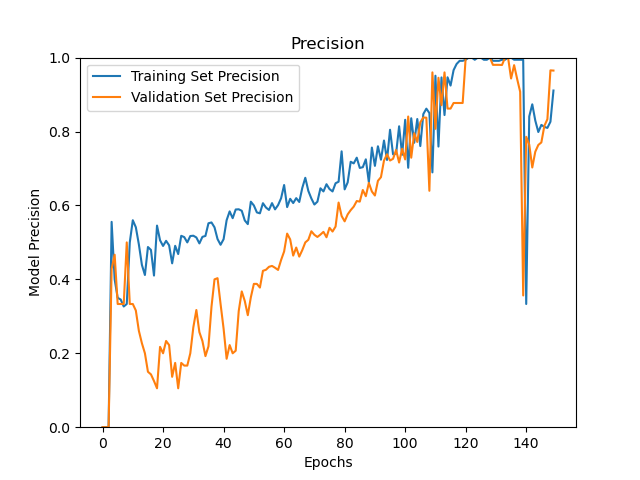 Precision
1.0
0.8
0.6
0.4
0.2
0.0
Model Precision
Training Set Precision
Validation Set Precision
0 20 40 60 80 100 120 140
Epochs